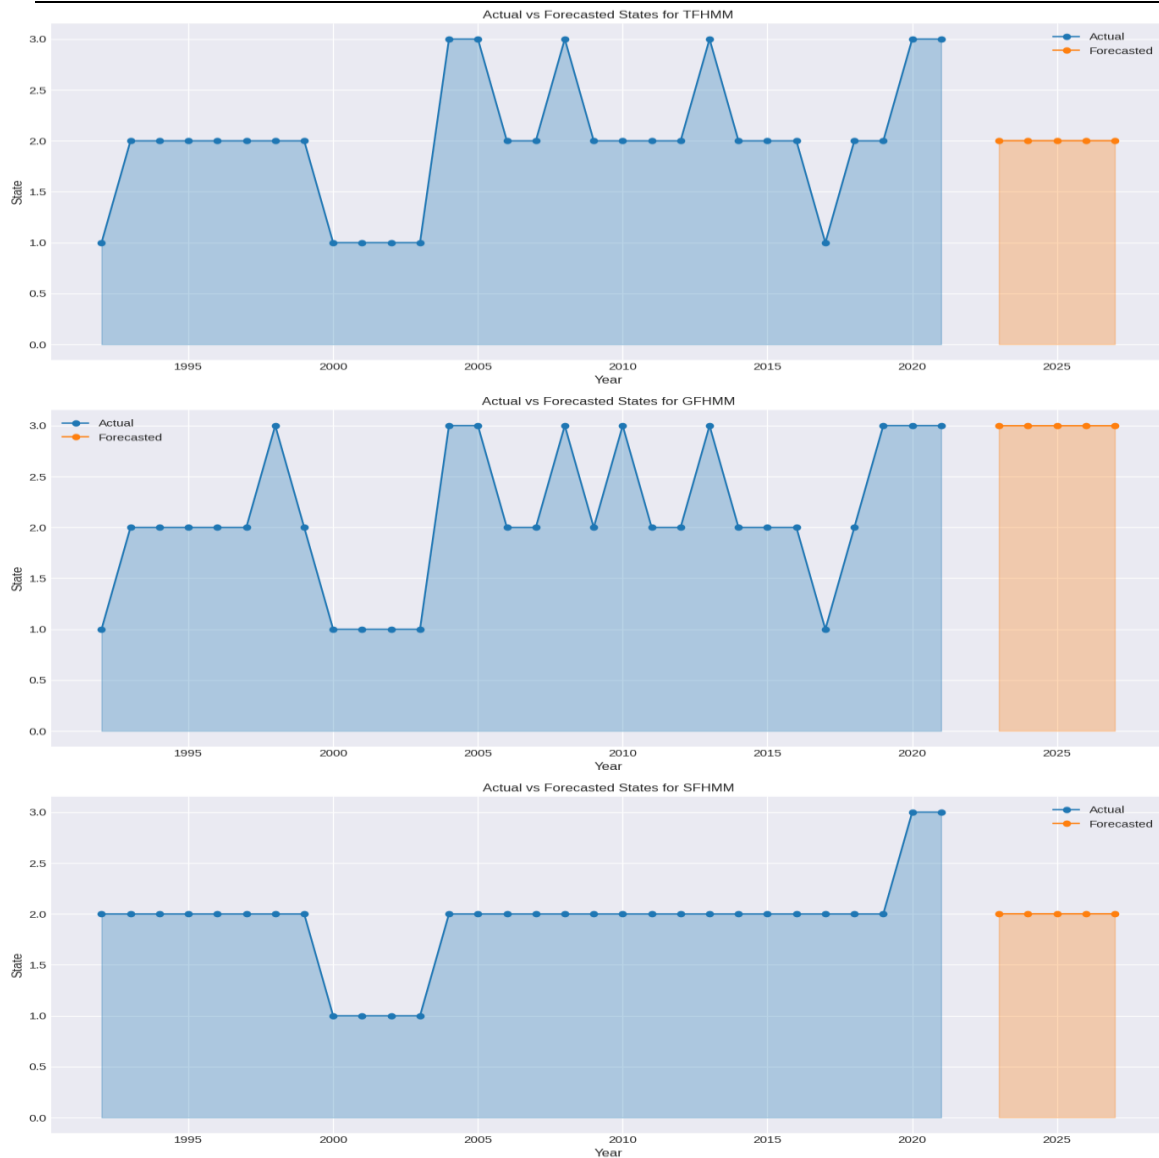 Actual vs Forecasted States for TFHMM
3.0
2.5
2.0
1.5
1.0
0.5
0.0
State
Actual
Forecasted
1995 2000 2005 2010 2015 2020 2025
Year
Actual vs Forecasted States for GFHMM
3.0
2.5
2.0
1.5
1.0
0.5
0.0
State
Actual
Forecasted
1995 2000 2005 2010 2015 2020 2025
Year
Actual vs Forecasted States for SFHMM
3.0
2.5
2.0
1.5
1.0
0.5
0.0
State
Actual
Forecasted
1995 2000 2005 2010 2015 2020 2025
Year